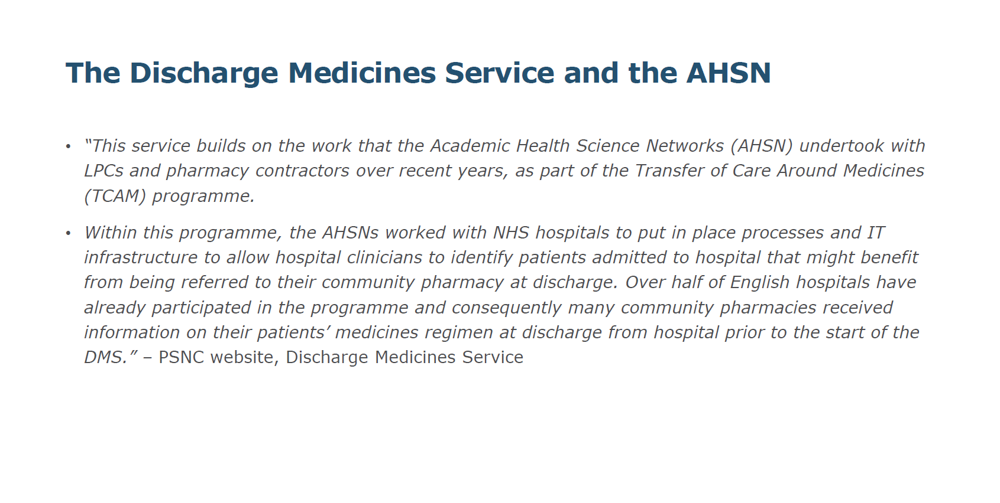 The Discharge Medicines Service and the AHSN
• “This service builds on the work that the Academic Health Science Networks (AHSN) undertook with
LPCs and pharmacy contractors over recent years, as part of the Transfer of Care Around Medicines
(TCAM) programme.
• Within this programme, the AHSNs worked with NHS hospitals to put in place processes and IT
infrastructure to allow hospital clinicians to identify patients admitted to hospital that might benefit
from being referred to their community pharmacy at discharge. Over half of English hospitals have
already participated in the programme and consequently many community pharmacies received
information on their patients’ medicines regimen at discharge from hospital prior to the start of the
DMS.” – PSNC website, Discharge Medicines Service